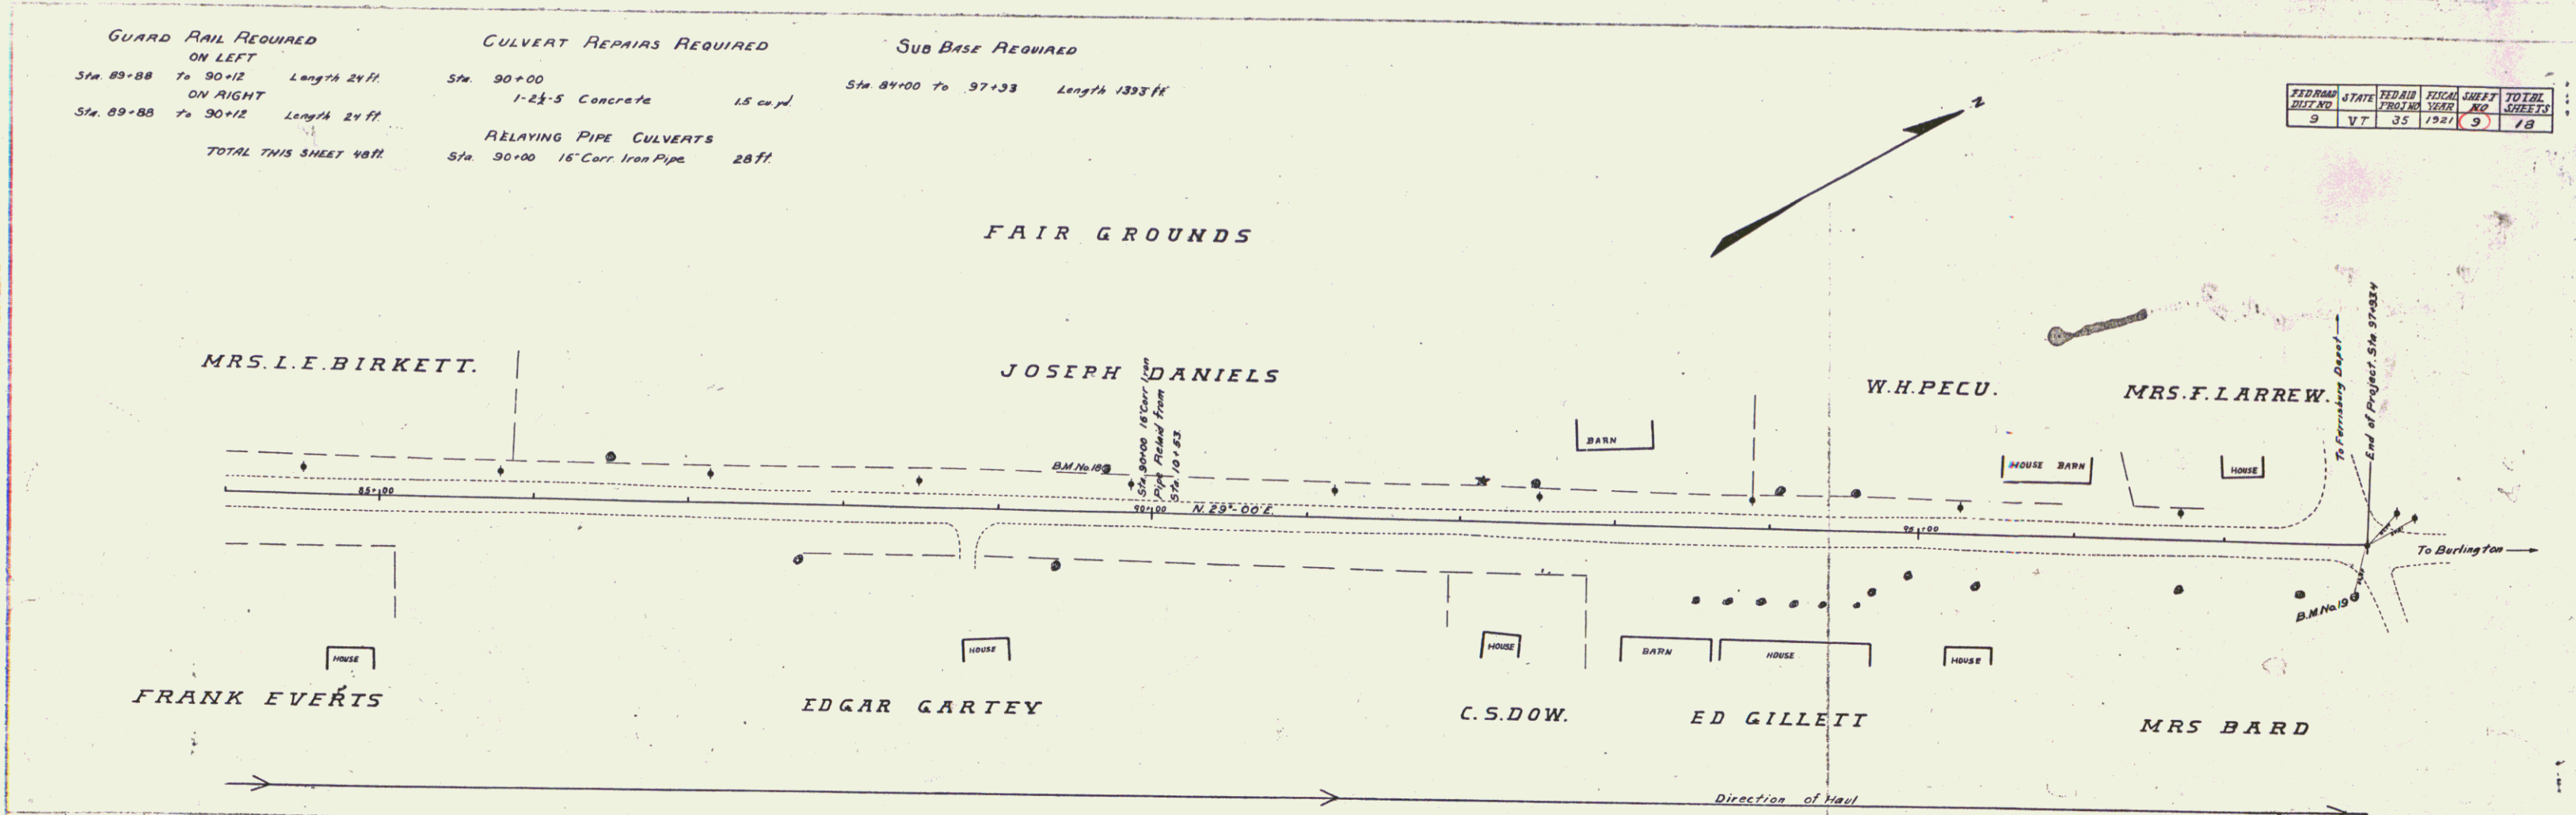 GUARD RAIL REQUIRED
ON LEFT
Sta. 89+88 to 90+12 Length 24 ft.
ON RIGHT
Sta. 89+88 to 90+12 Length 24 ft.
TOTAL THIS SHEET 48 ft.
CULVERT REPAIRS REQUIRED
Sta. 90+00
1-2½-5 Concrete 1.5 cu. yd.
RELAYING PIPE CULVERTS
Sta. 90+00 16" Corr. Iron Pipe 28 ft.
SUB BASE REQUIRED
Sta. 84+00 to 97+93 Length 1393 ft.
FED ROAD DIST NO STATE FED AID PROJ NO FISCAL YEAR SHEET NO TOTAL SHEETS
9 VT 35 1921 9 18
N
FAIR GROUNDS
MRS. L. E. BIRKETT.
JOSEPH DANIELS
W. H. PECU.
MRS. F. LARREW.
To Ferrisburg Depot
End of Project. Sta. 97+93.4
Sta. 90+00 16" Corr Iron
Pipe Relaid from
Sta. 10+53.
B.M. No. 18
BARN
HOUSE BARN
HOUSE
85+00
90+00
N. 29°-00' E.
95+00
To Burlington
B.M. No. 19
HOUSE
HOUSE
HOUSE
BARN
HOUSE
HOUSE
FRANK EVERTS
EDGAR GARTEY
C. S. DOW.
ED GILLETT
MRS BARD
Direction of Haul